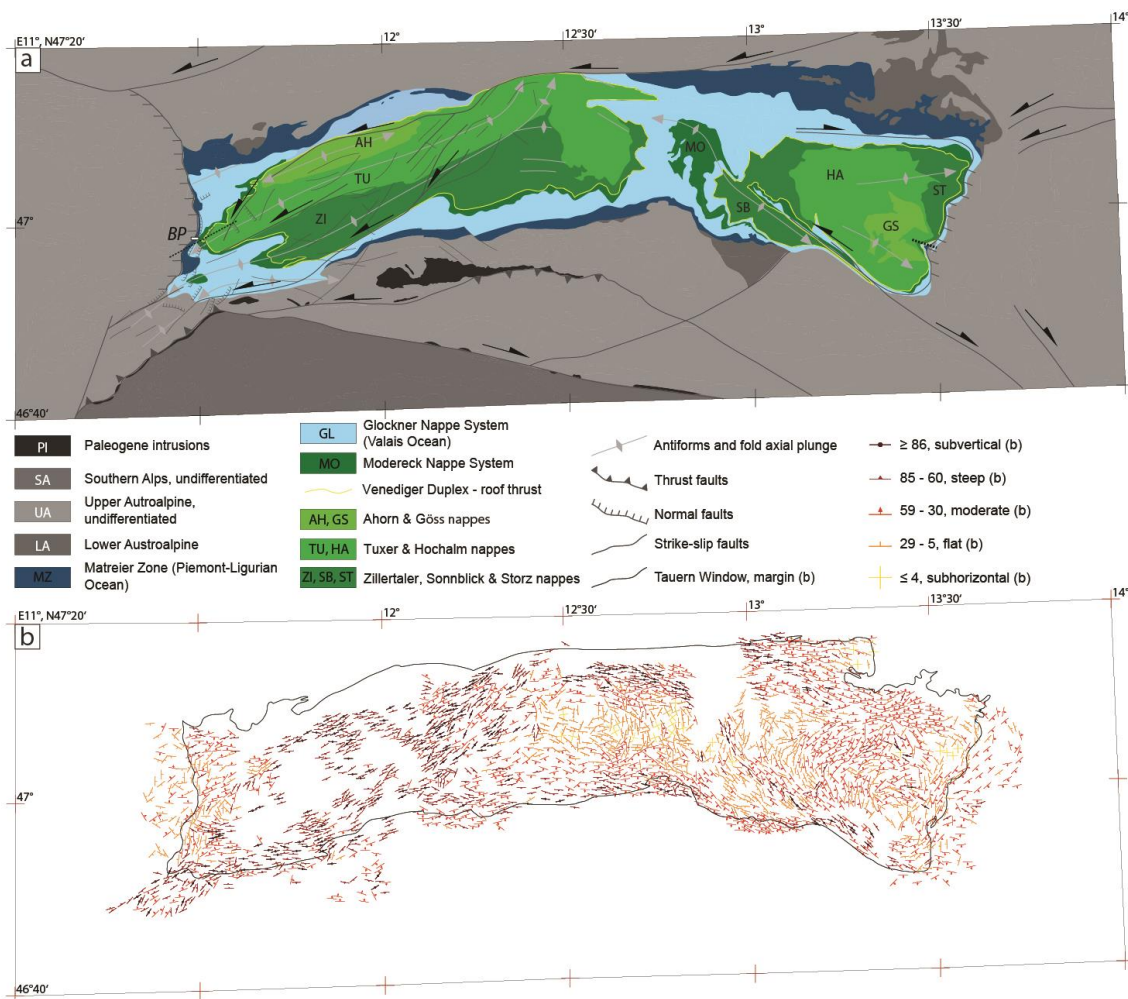 E11°, N47°20'
12°
12°30'
13°
13°30'
14°
a
AH
TU
MO
HA
ST
ZI
SB
47°
BP
GS
46°40'
PI Paleogene intrusions
SA Southern Alps, undifferentiated
UA Upper Autroalpine,
undifferentiated
LA Lower Austroalpine
MZ Matreier Zone (Piemont-Ligurian
Ocean)
GL Glockner Nappe System
(Valais Ocean)
MO Modereck Nappe System
Venediger Duplex - roof thrust
AH, GS Ahorn & Göss nappes
TU, HA Tuxer & Hochalm nappes
ZI, SB, ST Zillertaler, Sonnblick & Storz nappes
Antiforms and fold axial plunge
Thrust faults
Normal faults
Strike-slip faults
Tauern Window, margin (b)
≥ 86, subvertical (b)
85 - 60, steep (b)
59 - 30, moderate (b)
29 - 5, flat (b)
≤ 4, subhorizontal (b)
E11°, N47°20'
12°
12°30'
13°
13°30'
14°
b
47°
46°40'